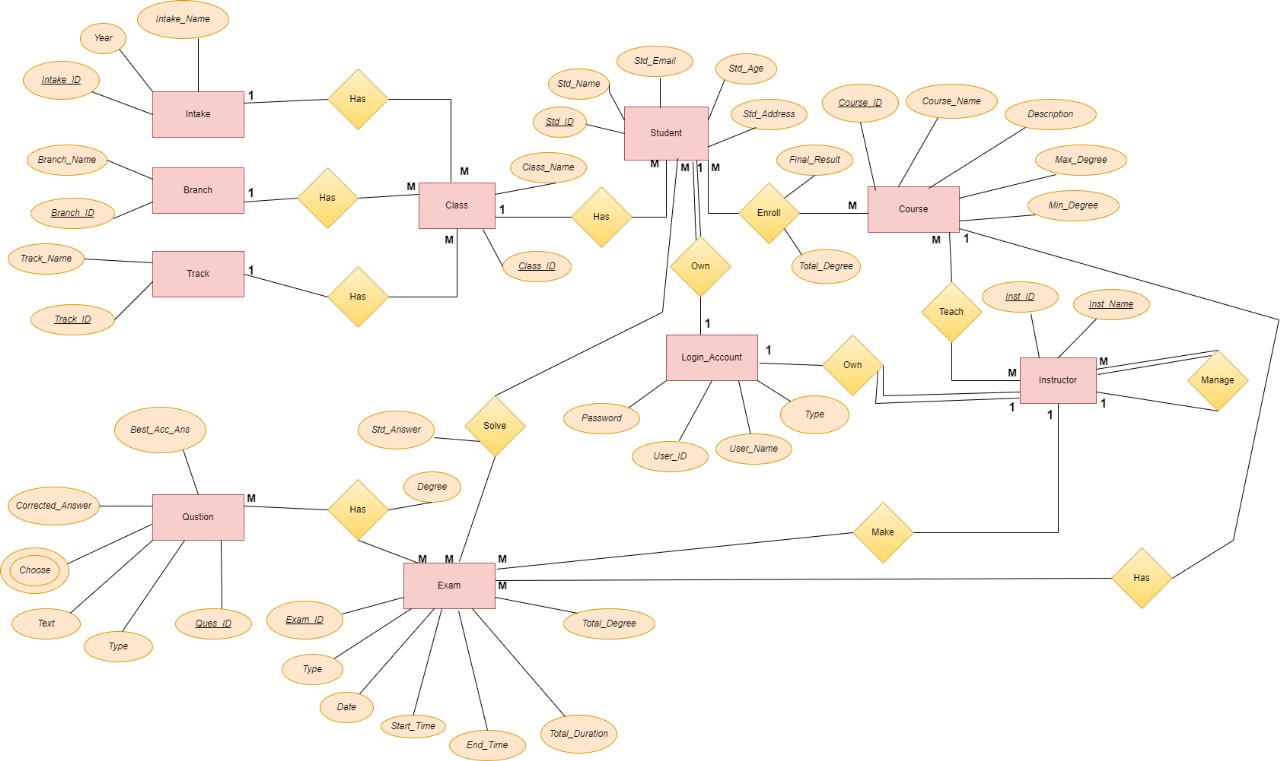 Intake_Name
Year
Intake_ID
Intake
1
Has
Branch_Name
Branch_ID
Branch
1
Has
M
M
Class
Class_Name
1
Class_ID
M
Has
Track_Name
Track_ID
Track
1
Has
Std_Email
Std_Name
Std_Age
Std_ID
Std_Address
Student
M
M
1
M
Final_Result
Enroll
Total_Degree
M
Course_ID
Course_Name
Description
Max_Degree
Min_Degree
Course
M
1
Own
1
Login_Account
1
Own
Password
User_ID
User_Name
Type
Teach
Inst_ID
Inst_Name
M
Instructor
M
1
1
1
Manage
Solve
Std_Answer
Best_Acc_Ans
Corrected_Answer
Choose
Text
Type
Ques_ID
Qustion
M
Has
Degree
M
M
M
M
Make
Has
Exam
Exam_ID
Type
Date
Start_Time
End_Time
Total_Duration
Total_Degree